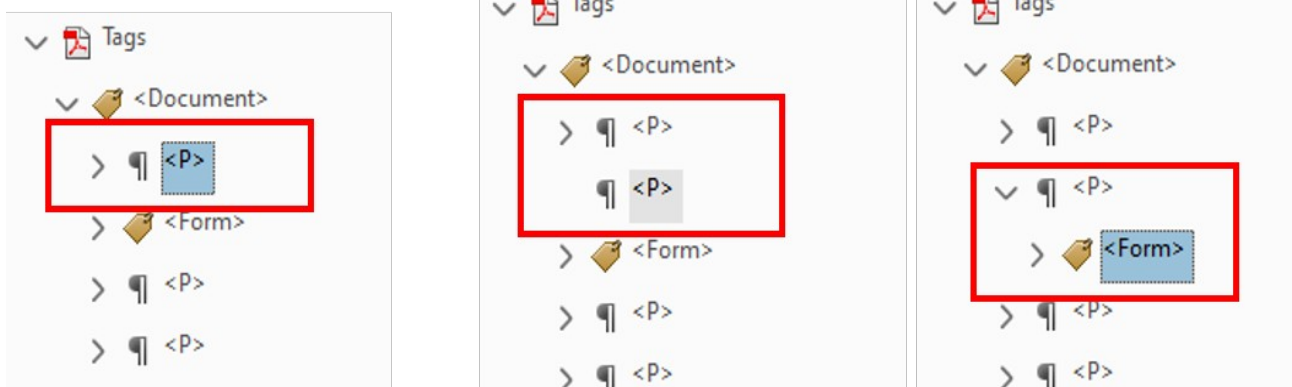 Tags
<Document>
<P>
<Form>
<P>
<P>
Tags
<Document>
<P>
<P>
<Form>
<P>
<P>
Tags
<Document>
<P>
<P>
<Form>
<P>
<P>